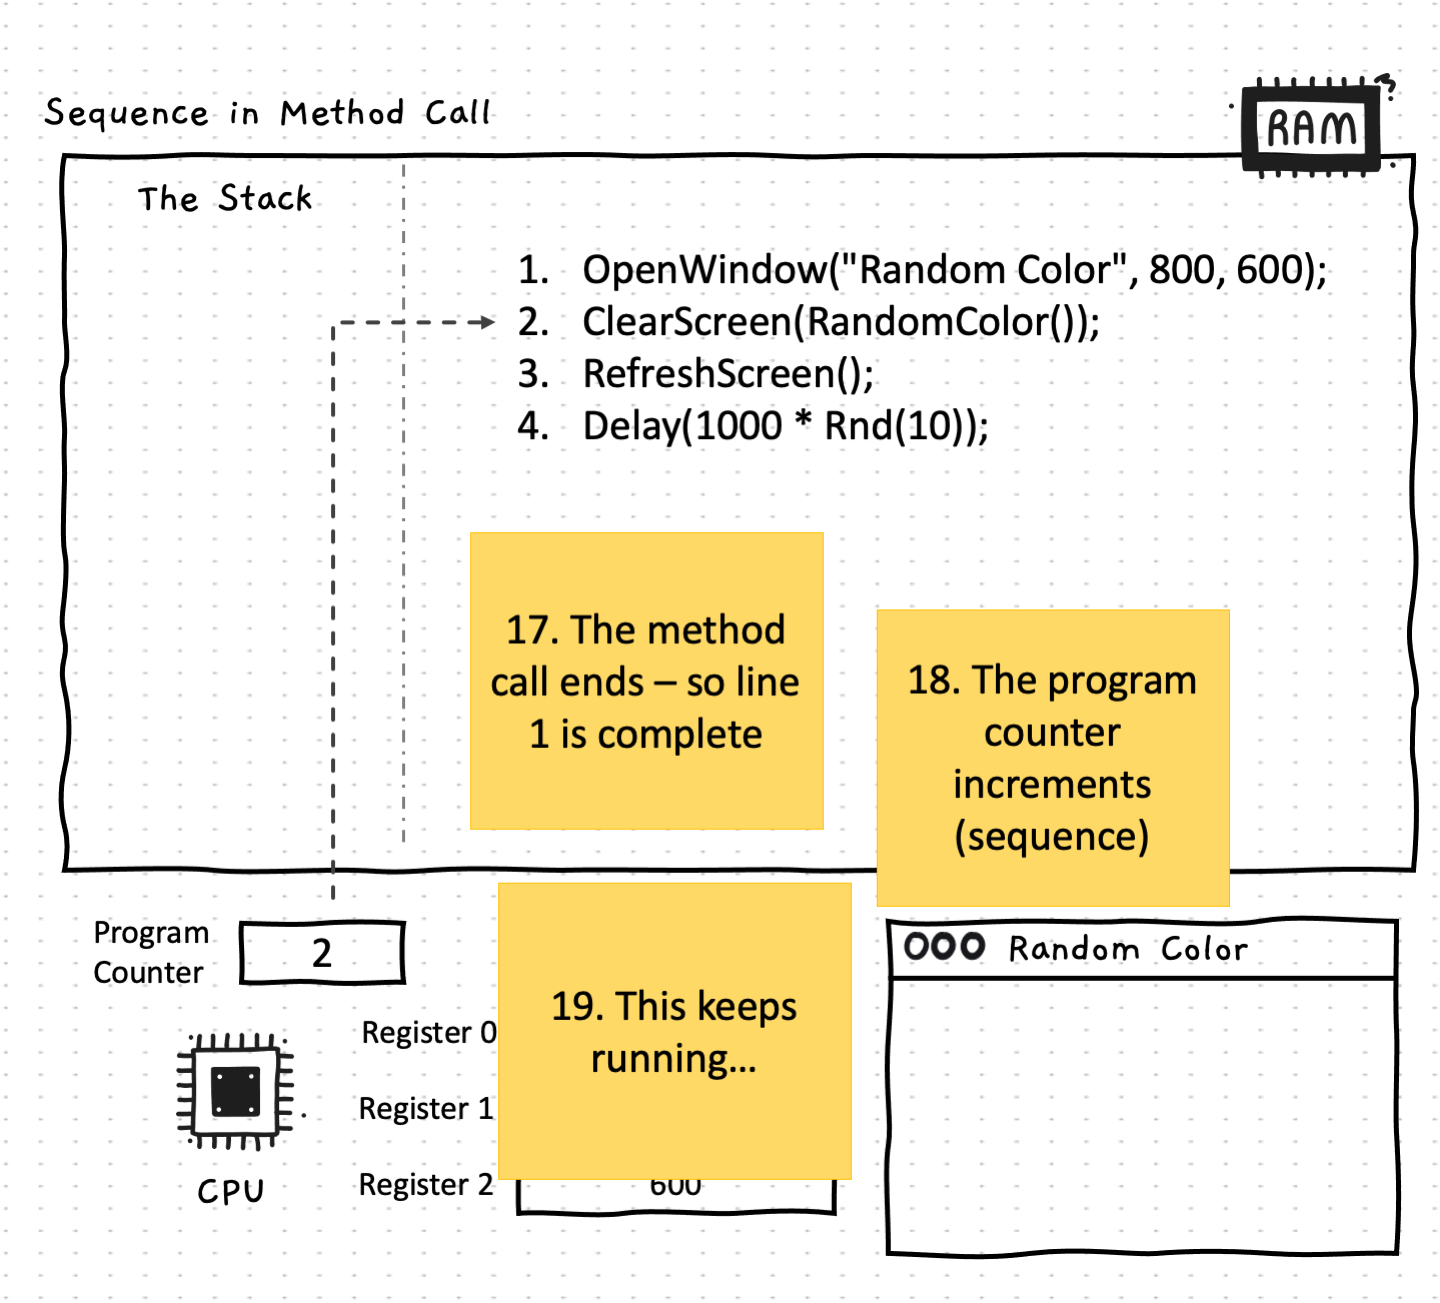 Sequence in Method Call
RAM
The Stack
1. OpenWindow("Random Color", 800, 600);
2. ClearScreen(RandomColor());
3. RefreshScreen();
4. Delay(1000 * Rnd(10));
17. The method
call ends – so line
1 is complete
18. The program
counter
increments
(sequence)
Program
Counter
2
19. This keeps
running...
Random Color
Register 0
Register 1
Register 2
600
CPU